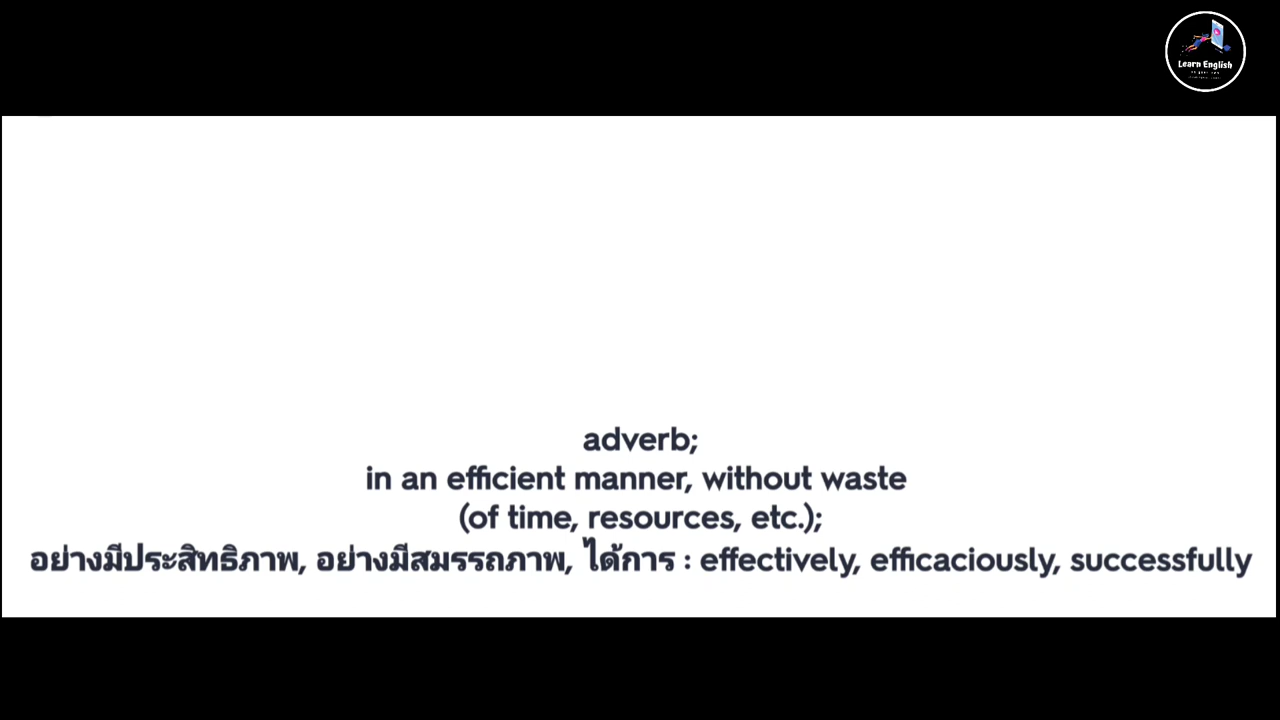 Learn English
adverb;
in an efficient manner, without waste
(of time, resources, etc.);
อย่างมีประสิทธิภาพ, อย่างมีสมรรถภาพ, ได้การ : effectively, efficaciously, successfully